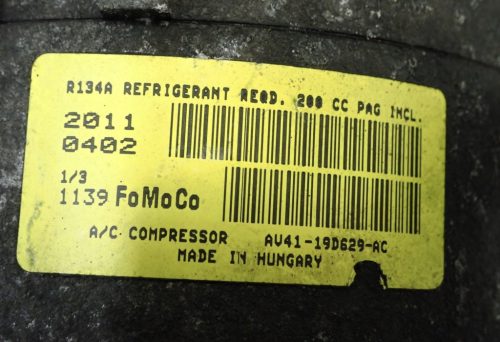 R134A REFRIGERANT REQD. 200 CC PAG INCL.
2011
0402
1/3
1139 FoMoCo
A/C COMPRESSOR AV41-19D629-AC
MADE IN HUNGARY